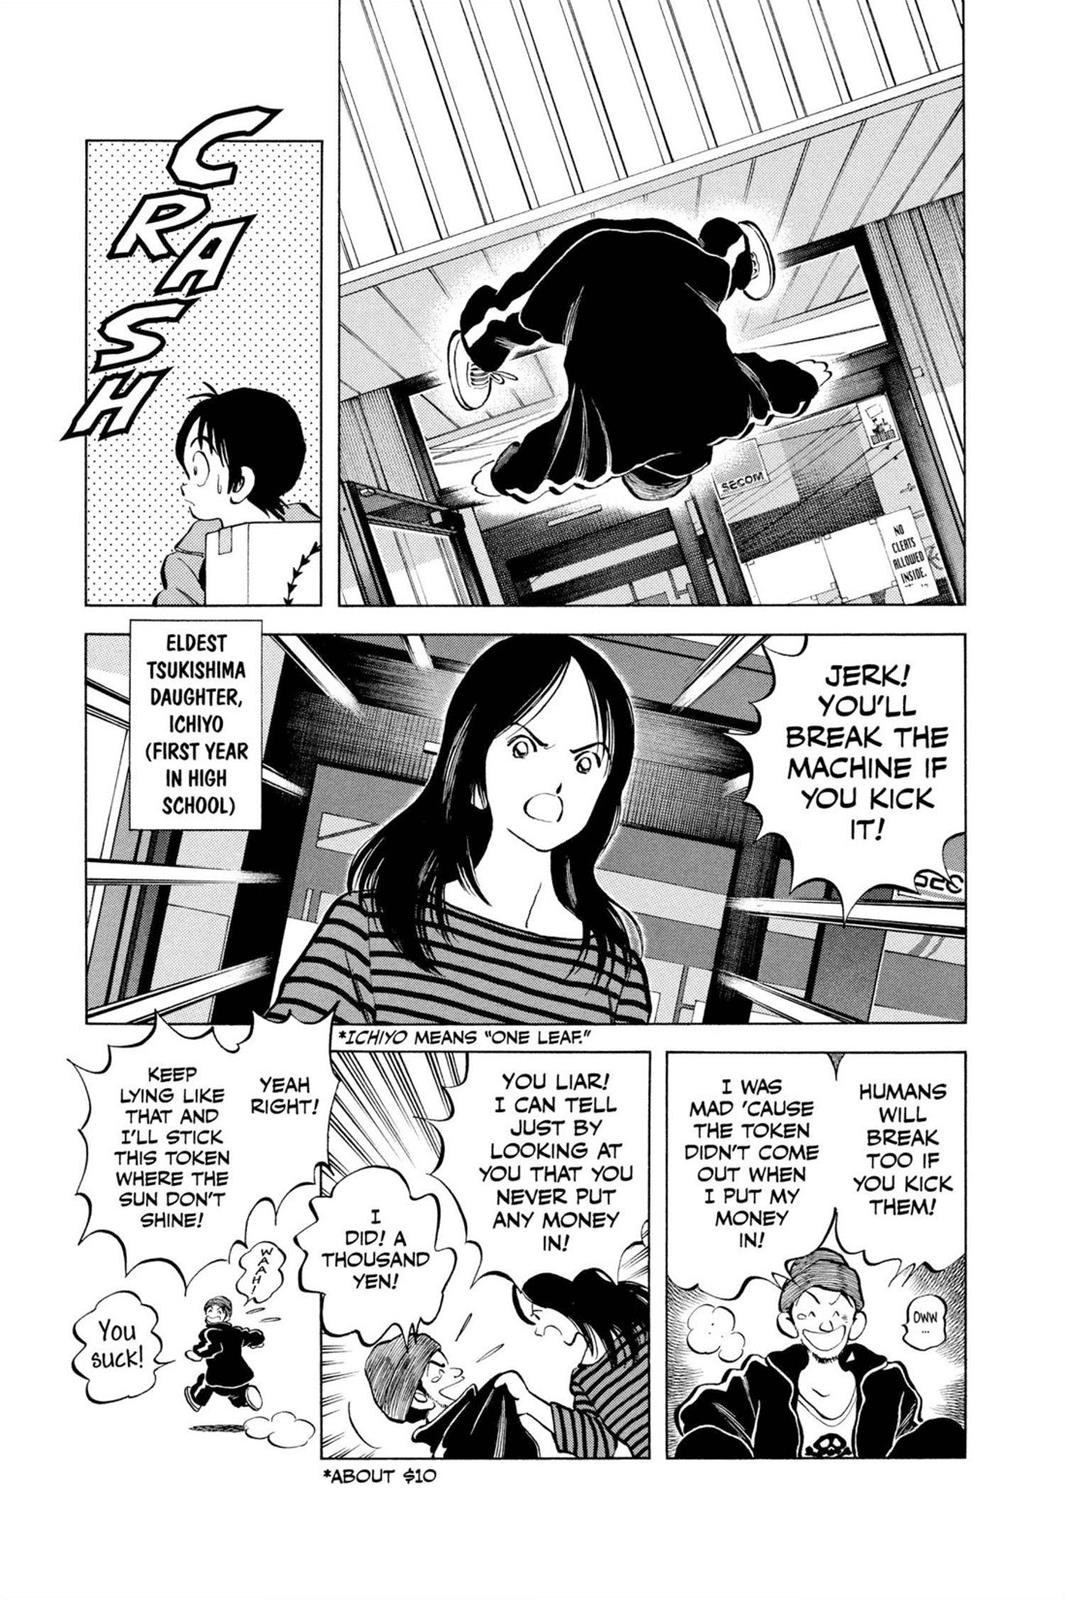 SECOM
NO
CLEATS
ALLOWED
INSIDE.
CRASH
JERK!
YOU'LL
BREAK THE
MACHINE IF
YOU KICK
IT!
ELDEST
TSUKISHIMA
DAUGHTER,
ICHIYO
(FIRST YEAR
IN HIGH
SCHOOL)
*ICHIYO MEANS "ONE LEAF."
HUMANS
WILL
BREAK
TOO IF
YOU KICK
THEM!
I WAS
MAD 'CAUSE
THE TOKEN
DIDN'T COME
OUT WHEN
I PUT MY
MONEY
IN!
OWW
...
YOU LIAR!
I CAN TELL
JUST BY
LOOKING AT
YOU THAT YOU
NEVER PUT
ANY MONEY
IN!
I
DID! A
THOUSAND
YEN!
*ABOUT $10
YEAH
RIGHT!
KEEP
LYING LIKE
THAT AND
I'LL STICK
THIS TOKEN
WHERE THE
SUN DON'T
SHINE!
WAAH!
You
suck!